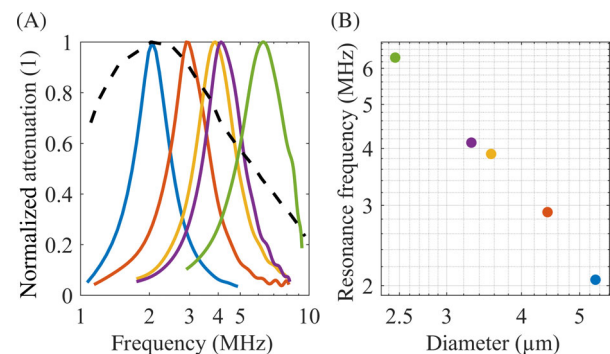 (A)
Normalized attenuation (1)
1
0.8
0.6
0.4
0.2
0
1 2 3 4 5 10
Frequency (MHz)
(B)
Resonance frequency (MHz)
6
5
4
3
2
2.5 3 4 5
Diameter (µm)